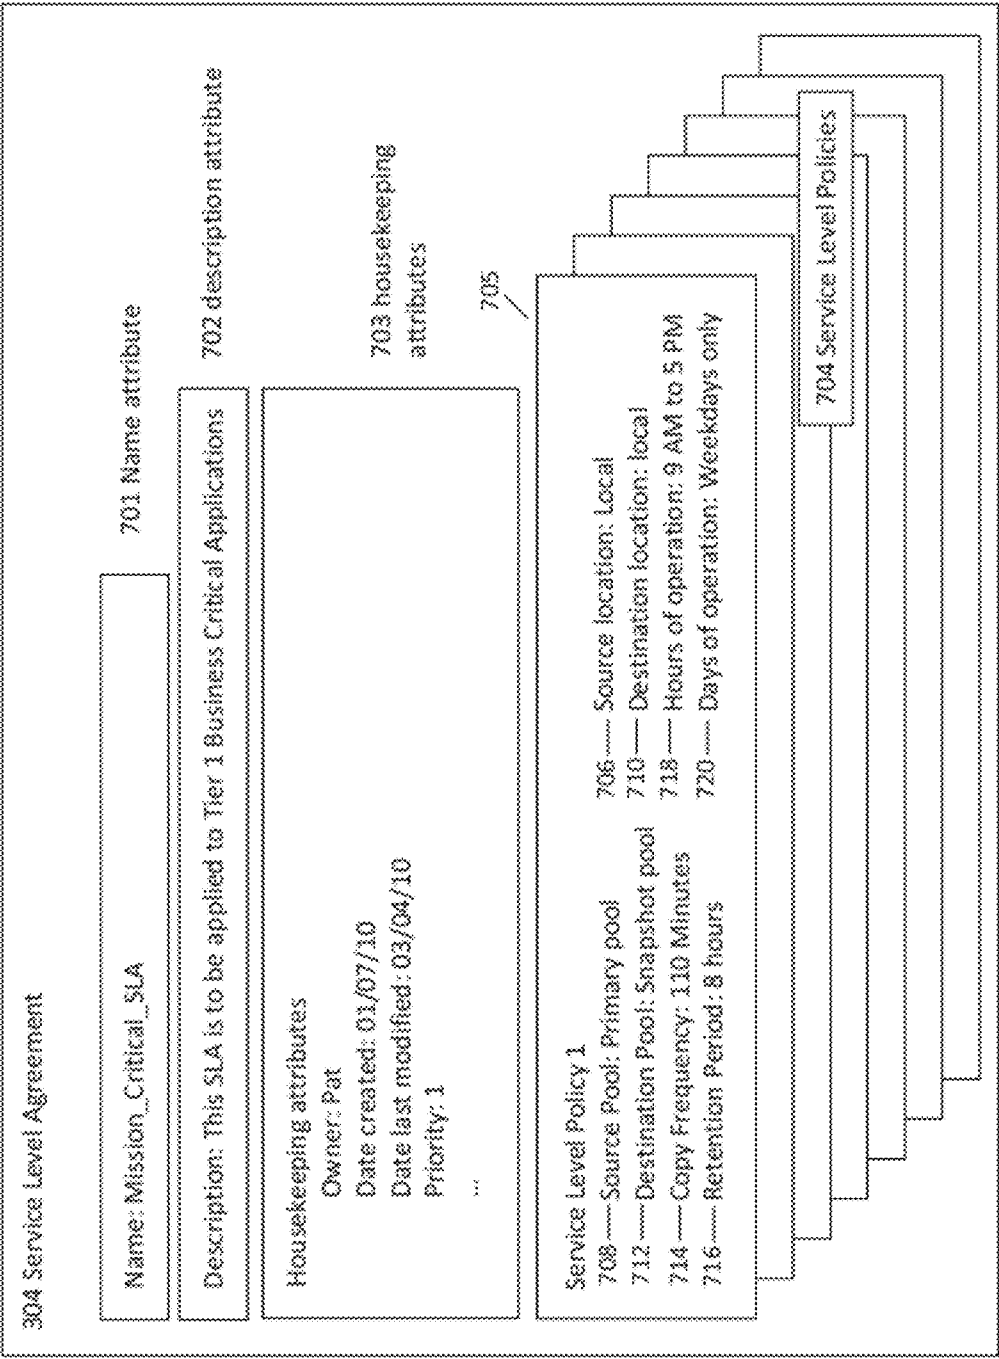 304 Service Level Agreement
Name: Mission_Critical_SLA
701 Name attribute
Description: This SLA is to be applied to Tier 1 Business Critical Applications
702 description attribute
Housekeeping attributes
Owner: Pat
Date created: 01/07/10
Date last modified: 03/04/10
Priority: 1
...
703 housekeeping
attributes
705
Service Level Policy 1
708 Source Pool: Primary pool
712 Destination Pool: Snapshot pool
714 Copy Frequency: 110 Minutes
716 Retention Period: 8 hours
706 Source location: Local
710 Destination location: local
718 Hours of operation: 9 AM to 5 PM
720 Days of operation: Weekdays only
704 Service Level Policies